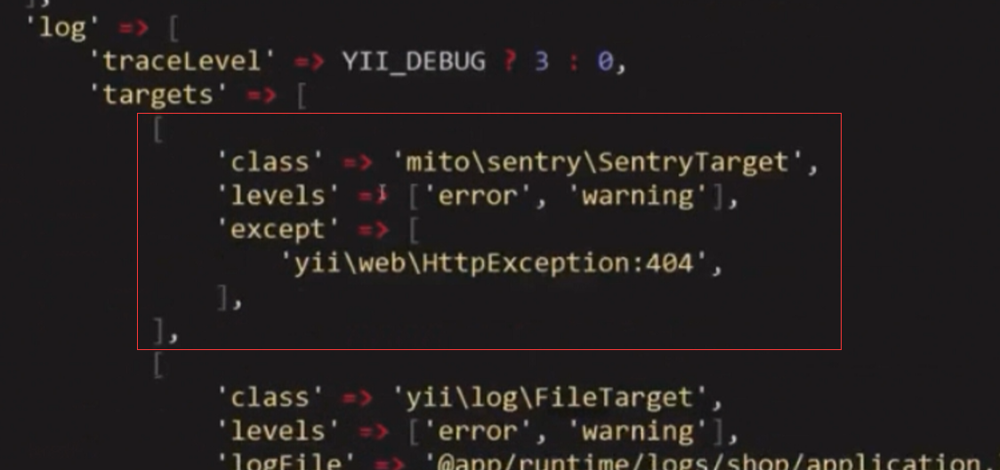 ],
'log' => [
'traceLevel' => YII_DEBUG ? 3 : 0,
'targets' => [
[
'class' => 'mito\sentry\SentryTarget',
'levels' => ['error', 'warning'],
'except' => [
'yii\web\HttpException:404',
],
],
[
'class' => 'yii\log\FileTarget',
'levels' => ['error', 'warning'],
'logFile' => '@app/runtime/logs/shop/application.